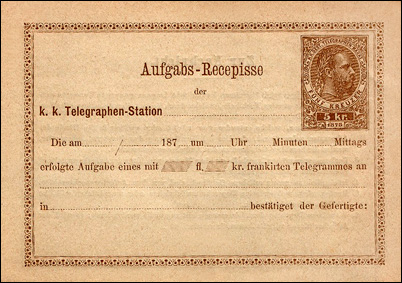 Aufgabs-Recepisse
der
k. k. Telegraphen-Station
Die am / 187 um Uhr Minuten Mittags
erfolgte Aufgabe eines mit fl. kr. frankirten Telegrammes an
in bestätiget der Gefertigte:
FÜNF KREUZER
5 kr.
1873